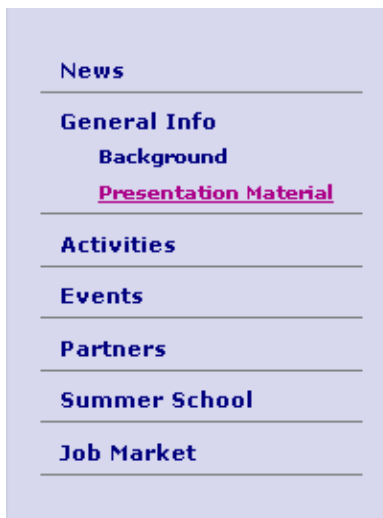 News
General Info
Background
Presentation Material
Activities
Events
Partners
Summer School
Job Market